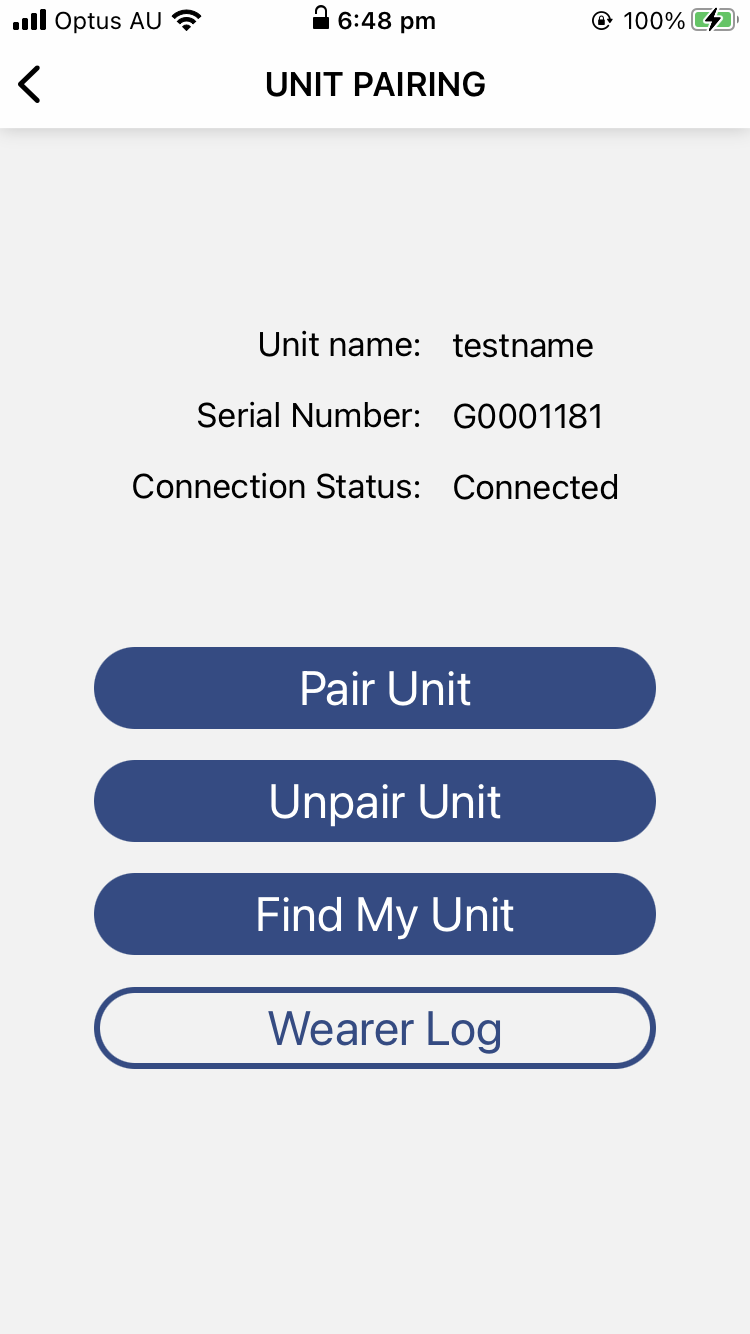 Optus AU 6:48 pm 100%
UNIT PAIRING
Unit name: testname
Serial Number: G0001181
Connection Status: Connected
Pair Unit
Unpair Unit
Find My Unit
Wearer Log